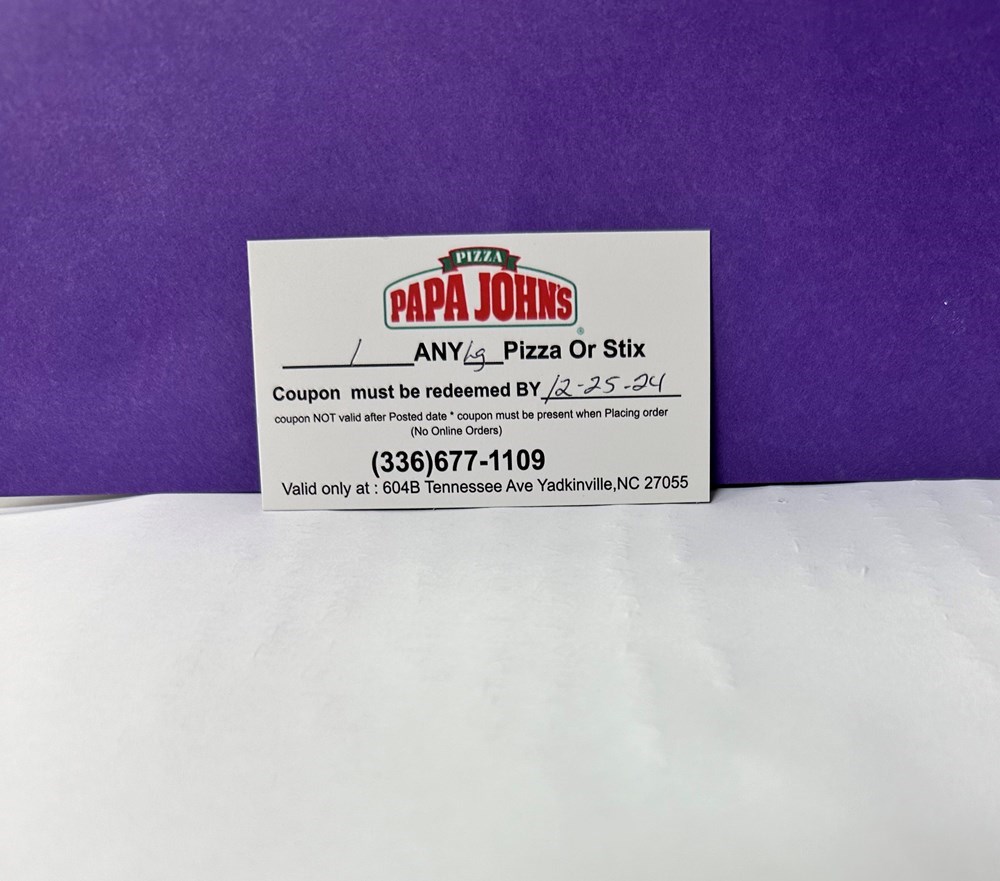 PIZZA
PAPA JOHN'S
®
1 ANY Lg Pizza Or Stix
Coupon must be redeemed BY 12-25-24
coupon NOT valid after Posted date * coupon must be present when Placing order
(No Online Orders)
(336)677-1109
Valid only at : 604B Tennessee Ave Yadkinville,NC 27055